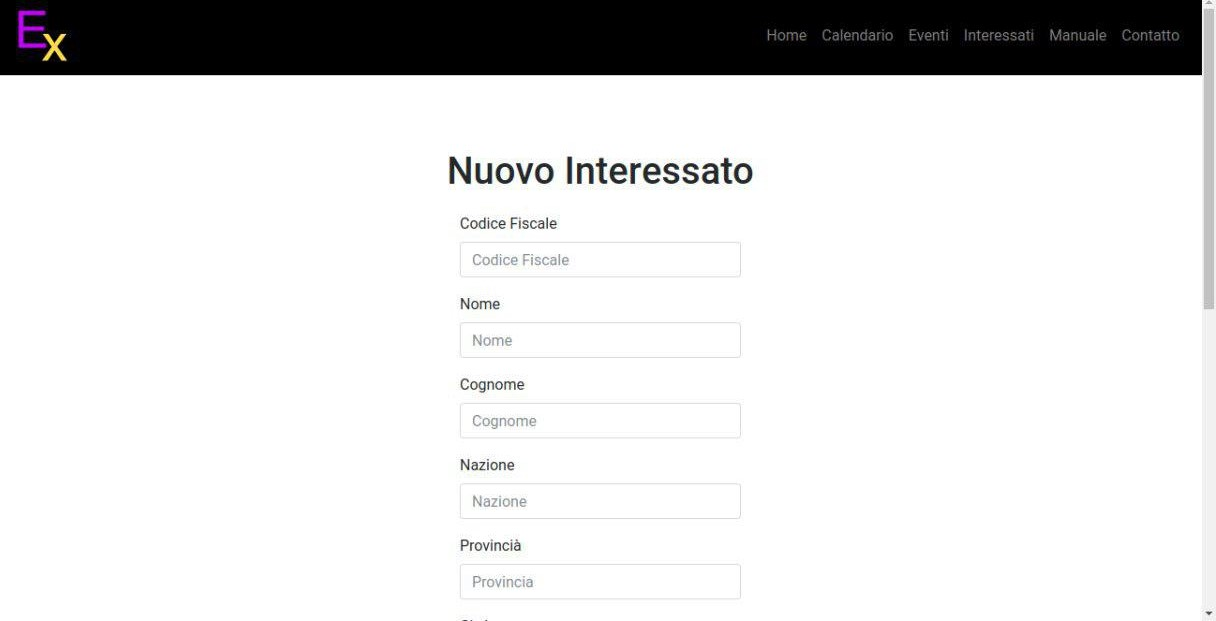 Ex
Home Calendario Eventi Interessati Manuale Contatto
Nuovo Interessato
Codice Fiscale
Codice Fiscale
Nome
Nome
Cognome
Cognome
Nazione
Nazione
Provincià
Provincia